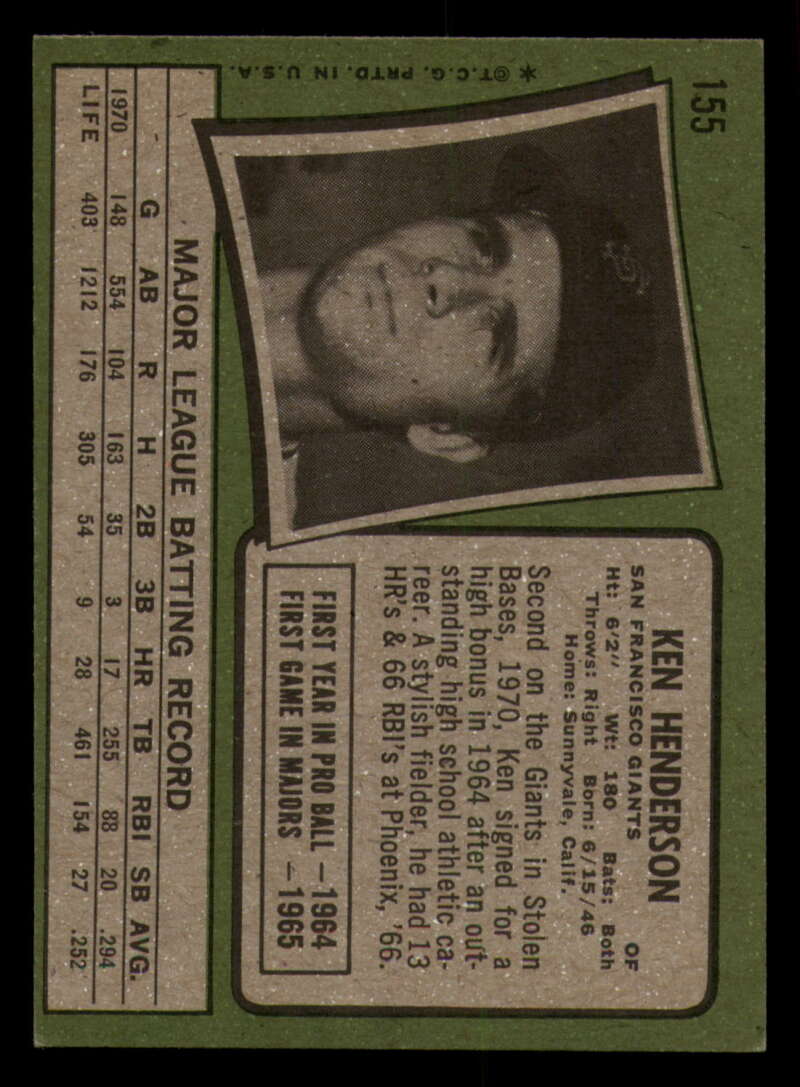 155
KEN HENDERSON
SAN FRANCISCO GIANTS OF
Ht: 6'2" Wt: 180 Bats: Both
Throws: Right Born: 6/15/46
Home: Sunnyvale, Calif.
Second on the Giants in Stolen
Bases, 1970, Ken signed for a
high bonus in 1964 after an out-
standing high school athletic ca-
reer. A stylish fielder, he had 13
HR's & 66 RBI's at Phoenix, '66.
FIRST YEAR IN PRO BALL —1964
FIRST GAME IN MAJORS —1965
SF
✶ ©T.C.G. PRTD. IN U.S.A.
MAJOR LEAGUE BATTING RECORD
G AB R H 2B 3B HR TB RBI SB AVG.
1970 148 554 104 163 35 3 17 255 88 20 .294
LIFE 403 1212 176 305 54 9 28 461 154 27 .252